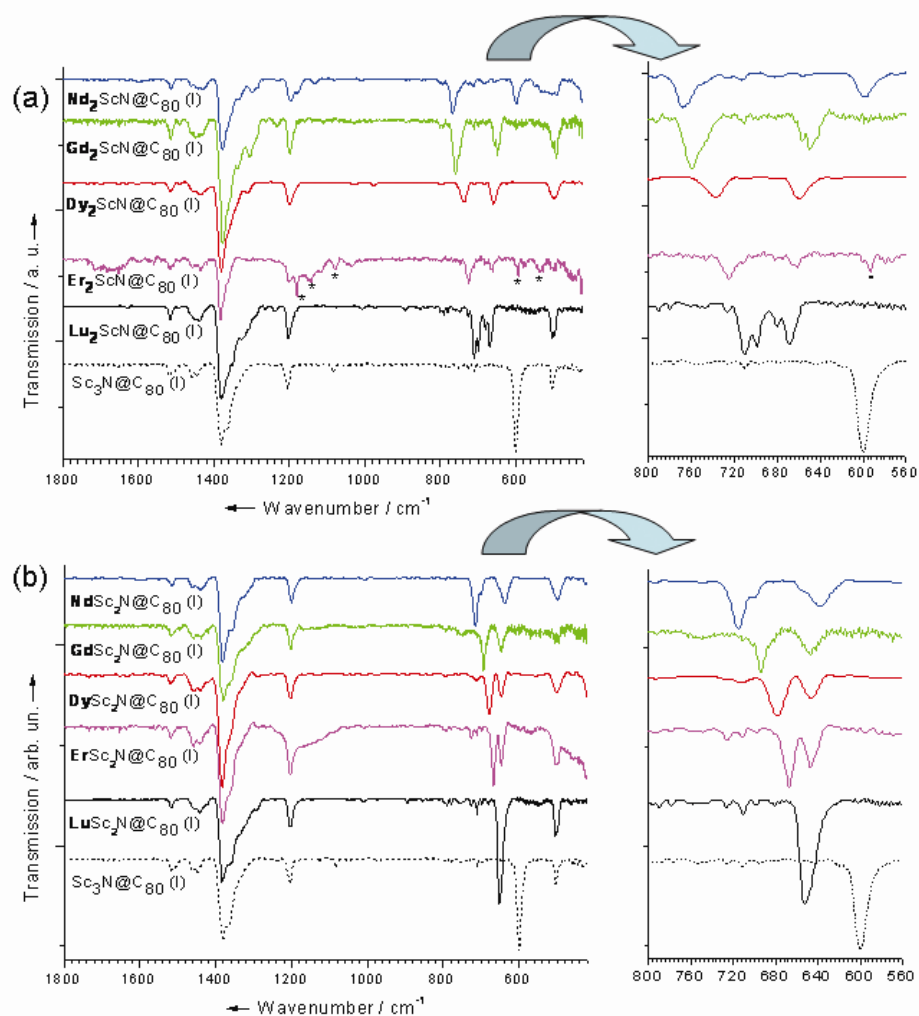 (a)
Nd2ScN@C80 (I)
Gd2ScN@C80 (I)
Dy2ScN@C80 (I)
Er2ScN@C80 (I)
Lu2ScN@C80 (I)
Sc3N@C80 (I)
Transmission / a. u. →
* * * * *
1800 1600 1400 1200 1000 800 600
← Wavenumber / cm-1
800 760 720 680 640 600 560
(b)
NdSc2N@C80 (I)
GdSc2N@C80 (I)
DySc2N@C80 (I)
ErSc2N@C80 (I)
LuSc2N@C80 (I)
Sc3N@C80 (I)
Transmission / arb. un. →
1800 1600 1400 1200 1000 800 600
← Wavenumber / cm-1
800 760 720 680 640 600 560